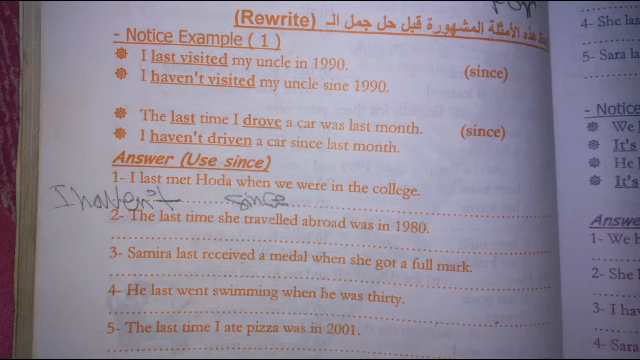 هذه الأمثلة المشهورة قبل حل جمل الـ (Rewrite)
- Notice Example ( 1 )
I last visited my uncle in 1990.
(since)
I haven't visited my uncle sine 1990.
The last time I drove a car was last month.
(since)
I haven't driven a car since last month.
Answer (Use since)
1- I last met Hoda when we were in the college.
I haven't since
2- The last time she travelled abroad was in 1980.
3- Samira last received a medal when she got a full mark.
4- He last went swimming when he was thirty.
5- The last time I ate pizza was in 2001.
4- She las
5- Sara la
- Notice
We
It's
He
It's
Answe
1- We h
2- She
3- I hav
4- Sara